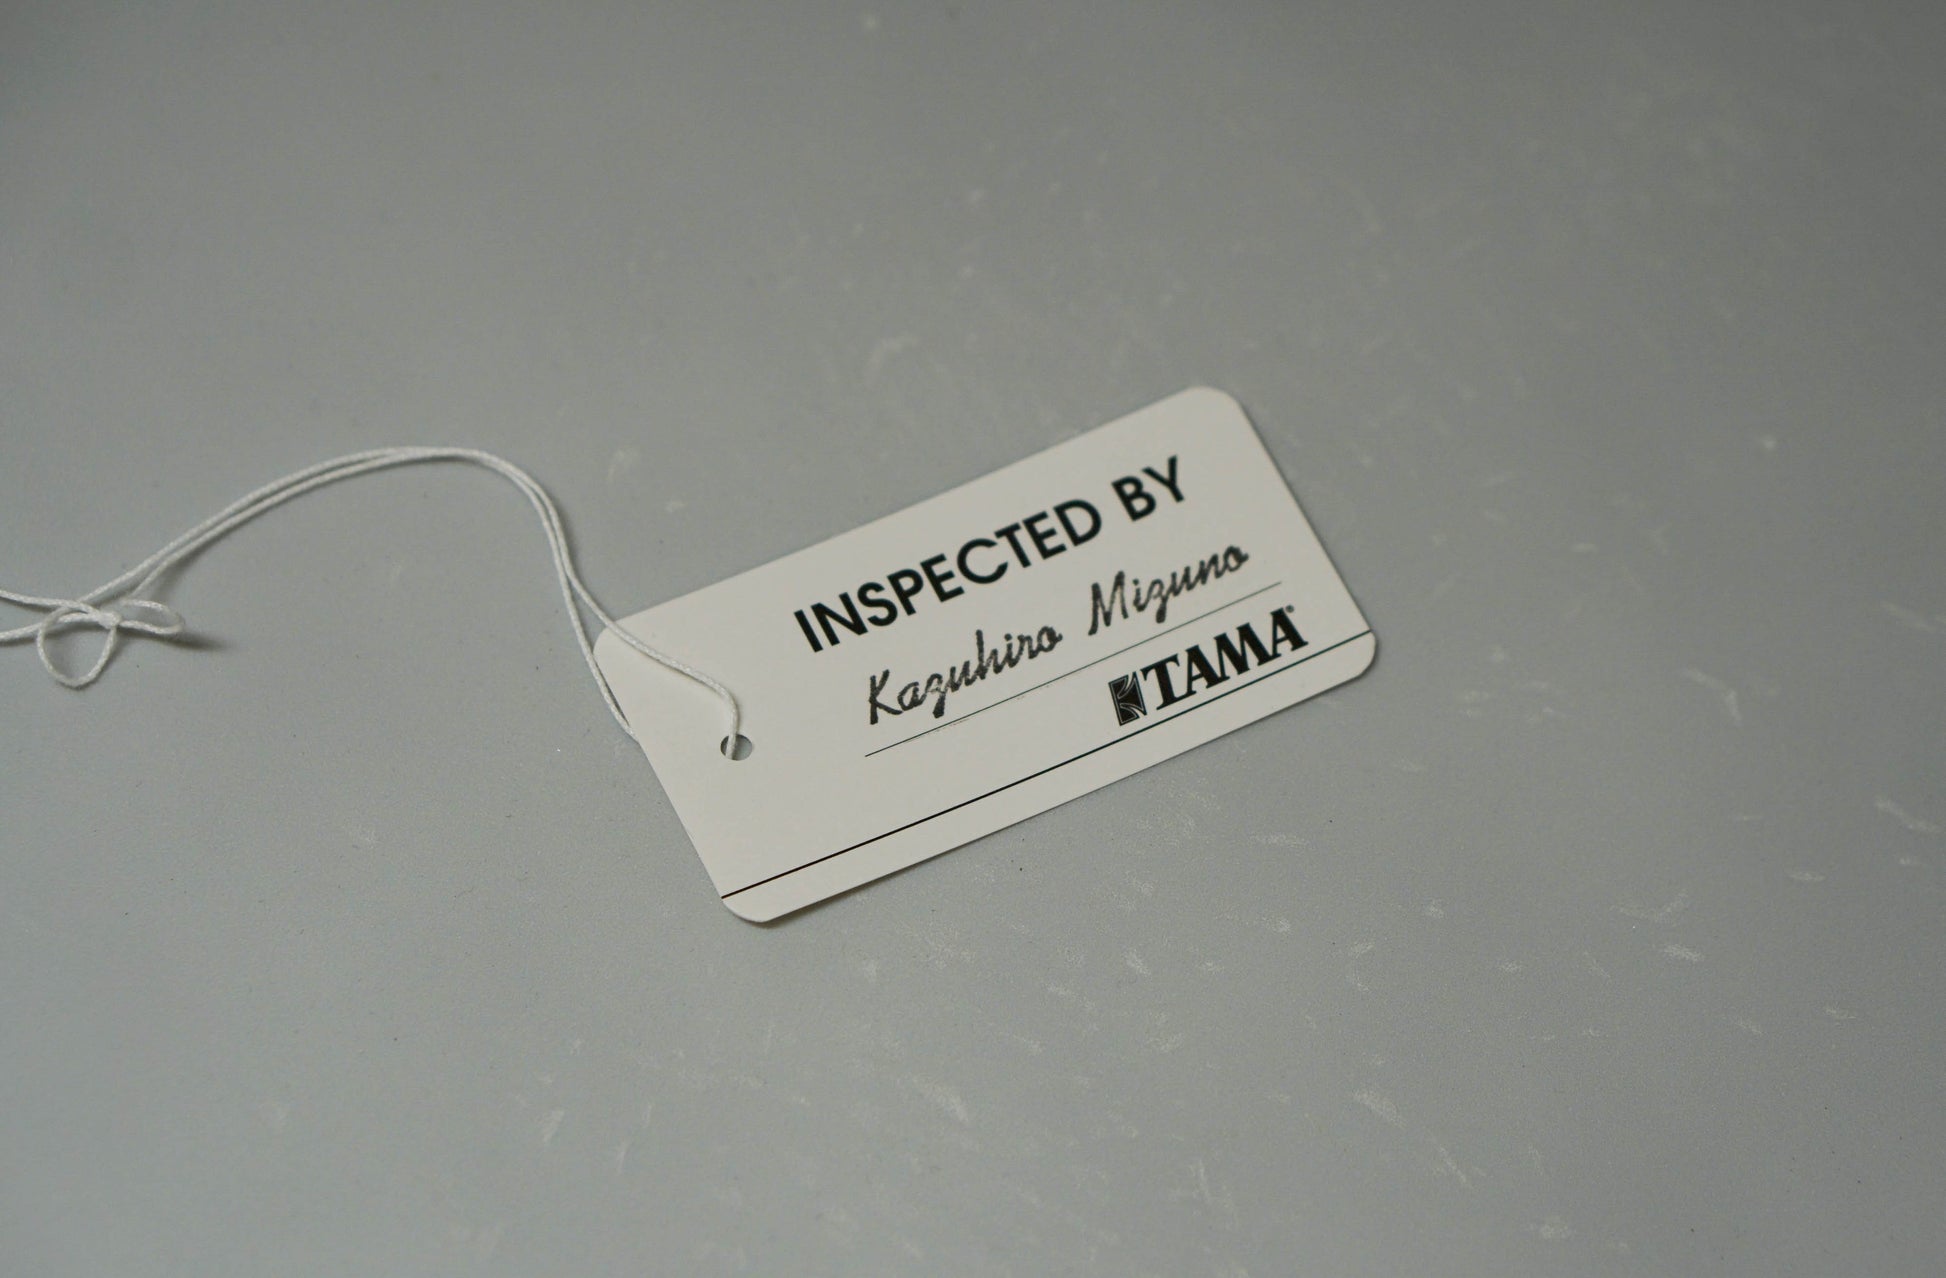 INSPECTED BY
Kazuhiro Mizuno
TAMA®